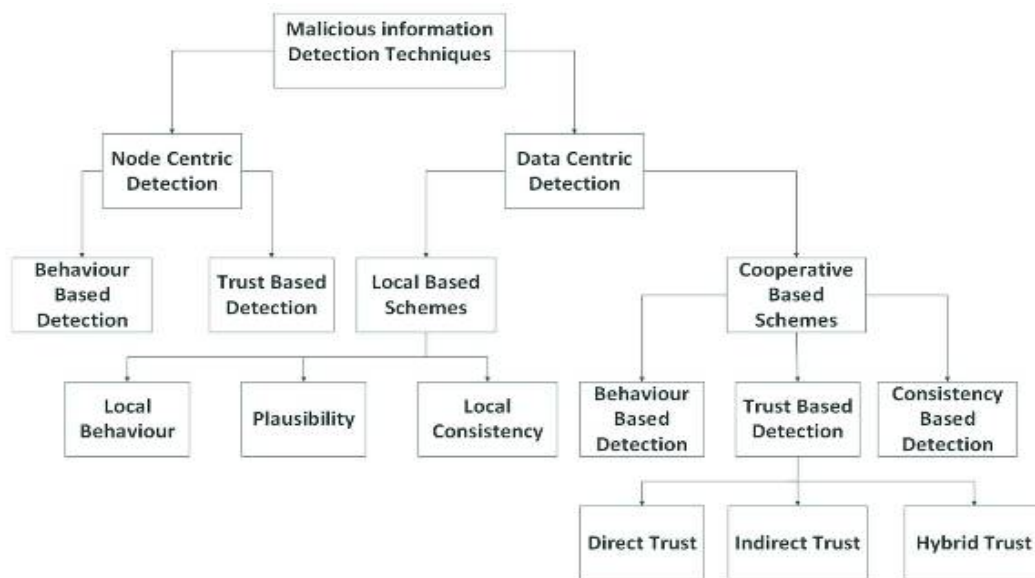 Malicious information
Detection Techniques
Node Centric
Detection
Data Centric
Detection
Behaviour
Based
Detection
Trust Based
Detection
Local Based
Schemes
Cooperative
Based
Schemes
Local
Behaviour
Plausibility
Local
Consistency
Behaviour
Based
Detection
Trust Based
Detection
Consistency
Based
Detection
Direct Trust
Indirect Trust
Hybrid Trust